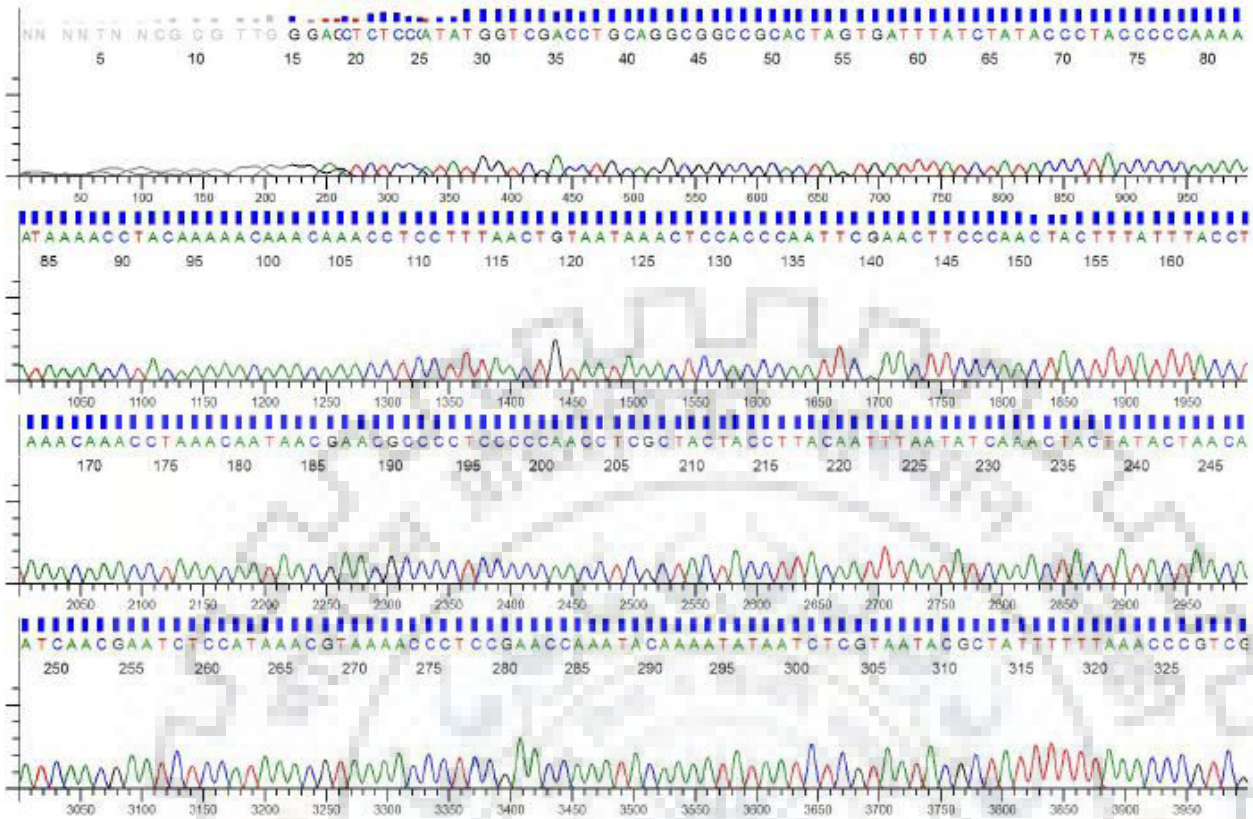 NN NNTN NCG CG TTG G GGACCTCTCCCATATGGTCGACCTGCAGGCGGCCGCACTAGTGATTTATCTATACCCTACCCCCAAAA
5 10 15 20 25 30 35 40 45 50 55 60 65 70 75 80
50 100 150 200 250 300 350 400 450 500 550 600 650 700 750 800 850 900 950
ATAAAACCTACAAAAACAAACAAACCTCCTTTAACTGTAATAAACTCCACCCAATTCGAACTTCCCAACTACTTTATTTACCT
85 90 95 100 105 110 115 120 125 130 135 140 145 150 155 160
1050 1100 1150 1200 1250 1300 1350 1400 1450 1500 1550 1600 1650 1700 1750 1800 1850 1900 1950
AAACAAACCTAAACAATAACGAACGCCCCTCCCCCAACCTCGCTACTACCTTACAATTTAATATCAAACTACTATACTAACA
170 175 180 185 190 195 200 205 210 215 220 225 230 235 240 245
2050 2100 2150 2200 2250 2300 2350 2400 2450 2500 2550 2600 2650 2700 2750 2800 2850 2900 2950
ATCAACGAATCTCCATAAACGTAAAACCCTCCGAACCAAATACAAAATATAATCTCGTAATACGCTATTTTTTAAACCCGTCG
250 255 260 265 270 275 280 285 290 295 300 305 310 315 320 325
3050 3100 3150 3200 3250 3300 3350 3400 3450 3500 3550 3600 3650 3700 3750 3800 3850 3900 3950